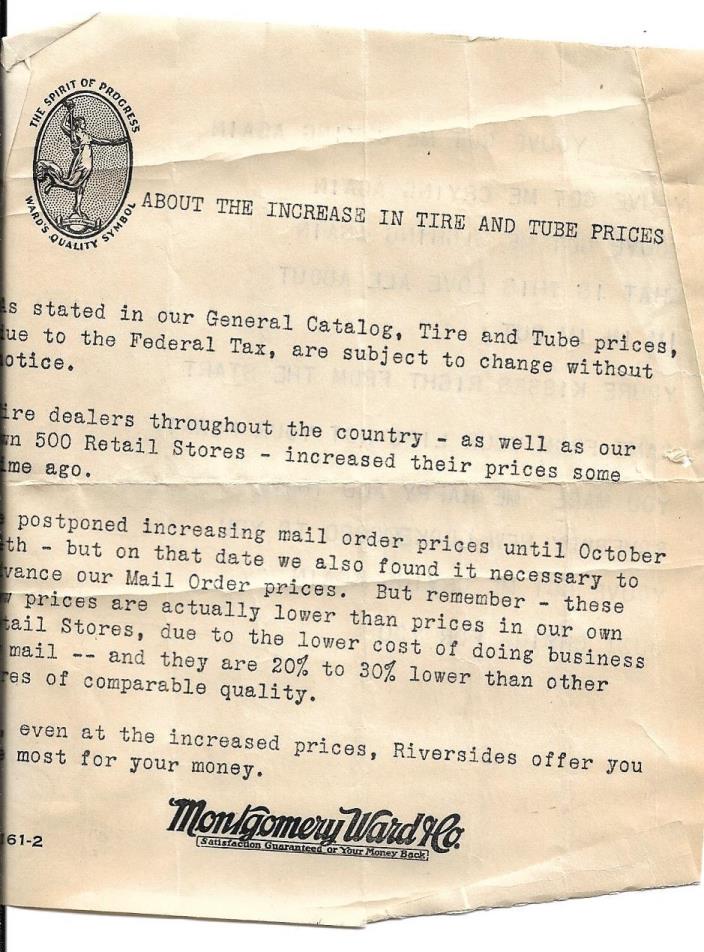 THE SPIRIT OF PROGRESS
WARD'S QUALITY SYMBOL
ABOUT THE INCREASE IN TIRE AND TUBE PRICES
As stated in our General Catalog, Tire and Tube prices,
due to the Federal Tax, are subject to change without
notice.
ire dealers throughout the country - as well as our
wn 500 Retail Stores - increased their prices some
ime ago.
e postponed increasing mail order prices until October
th - but on that date we also found it necessary to
vance our Mail Order prices. But remember - these
w prices are actually lower than prices in our own
tail Stores, due to the lower cost of doing business
mail -- and they are 20% to 30% lower than other
res of comparable quality.
, even at the increased prices, Riversides offer you
e most for your money.
161-2
Montgomery Ward & Co.
Satisfaction Guaranteed or Your Money Back